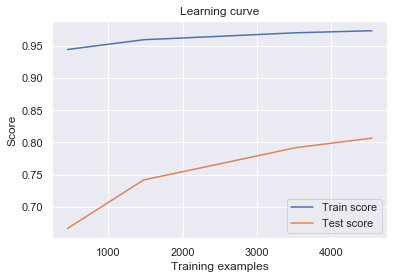 Learning curve
0.95
0.90
0.85
0.80
0.75
0.70
Score
1000 2000 3000 4000
Training examples
Train score
Test score